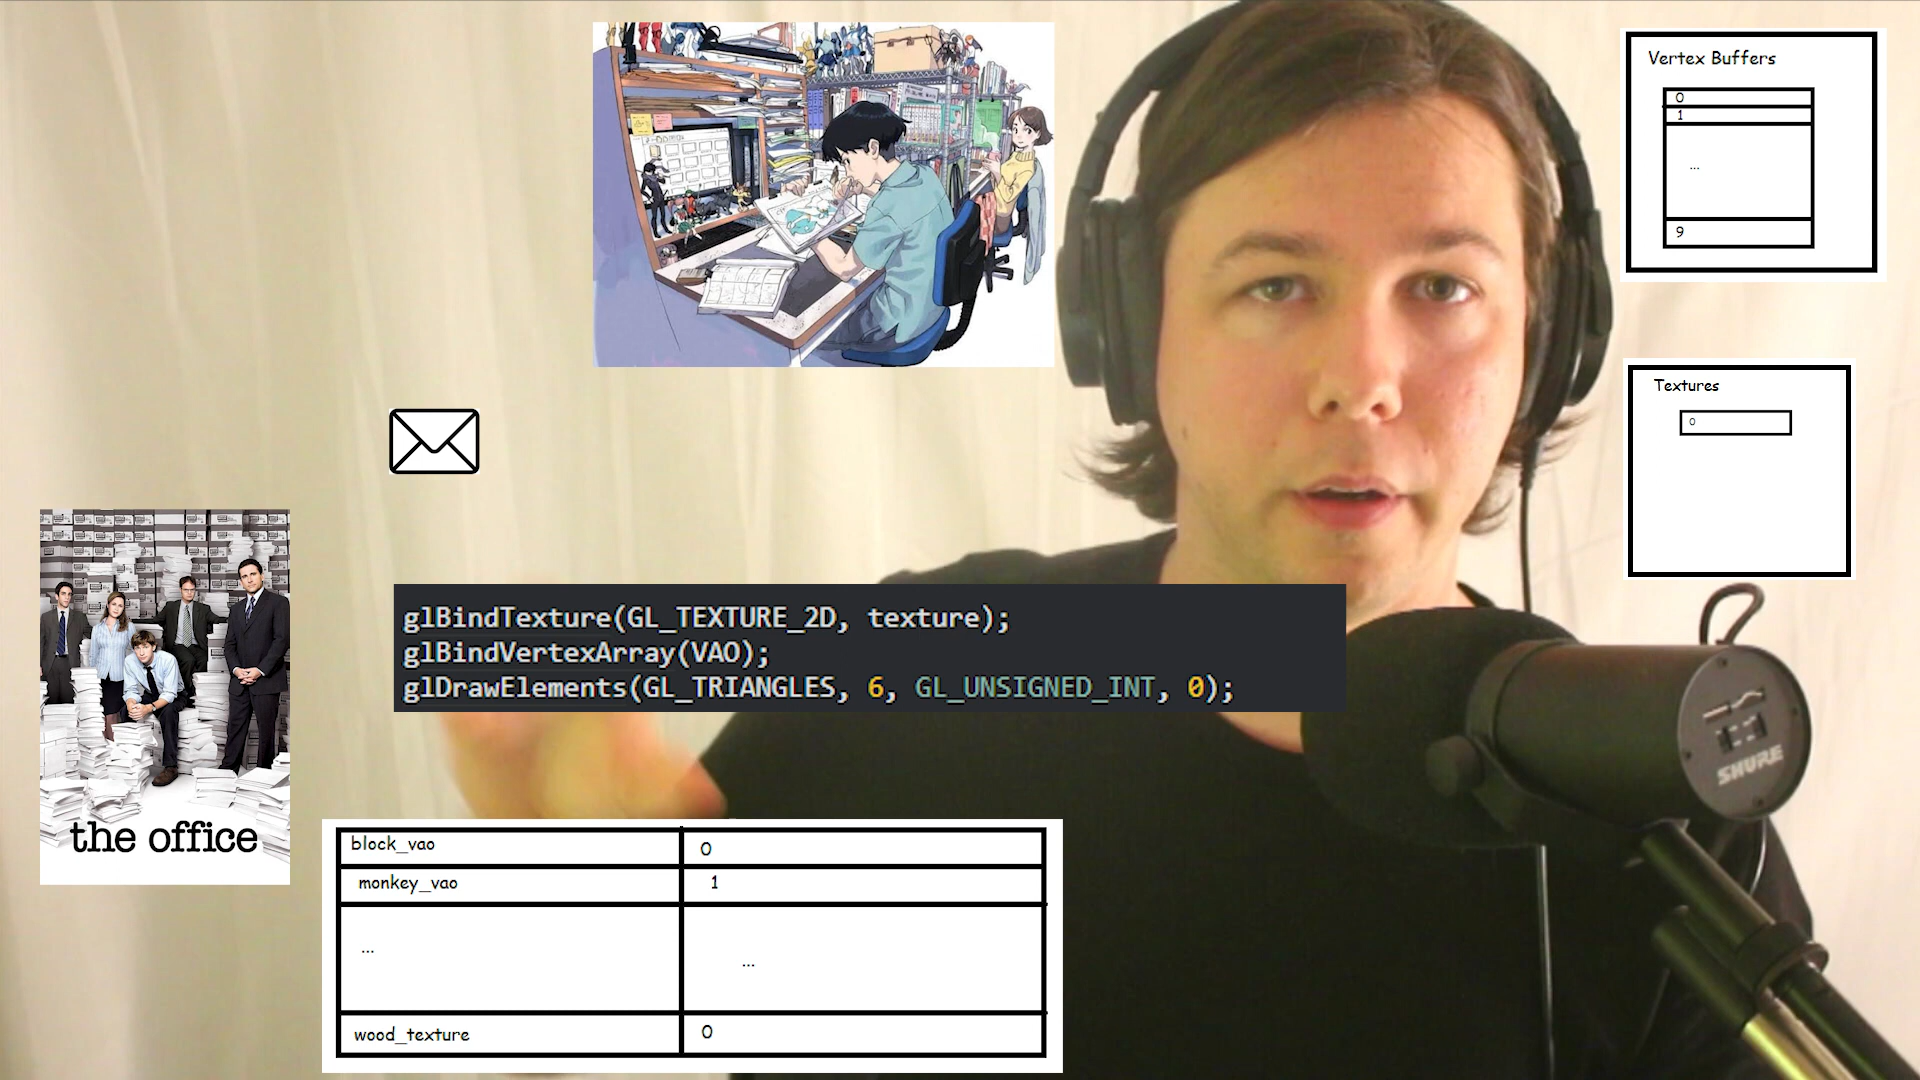 Vertex Buffers
0
1
...
9
Textures
0
glBindTexture(GL_TEXTURE_2D, texture);
glBindVertexArray(VAO);
glDrawElements(GL_TRIANGLES, 6, GL_UNSIGNED_INT, 0);
the office
SHURE
block_vao 0
monkey_vao 1
... ...
wood_texture 0